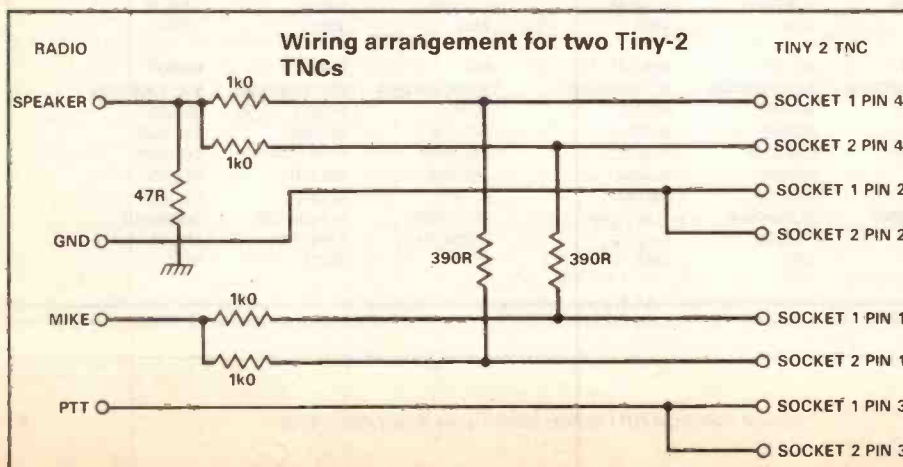 RADIO
Wiring arrangement for two Tiny-2
TNCs
TINY 2 TNC
1k0
SPEAKER
SOCKET 1 PIN 4
1k0
SOCKET 2 PIN 4
47R
SOCKET 1 PIN 2
GND
390R
390R
SOCKET 2 PIN 2
1k0
MIKE
SOCKET 1 PIN 1
1k0
SOCKET 2 PIN 1
PTT
SOCKET 1 PIN 3
SOCKET 2 PIN 3